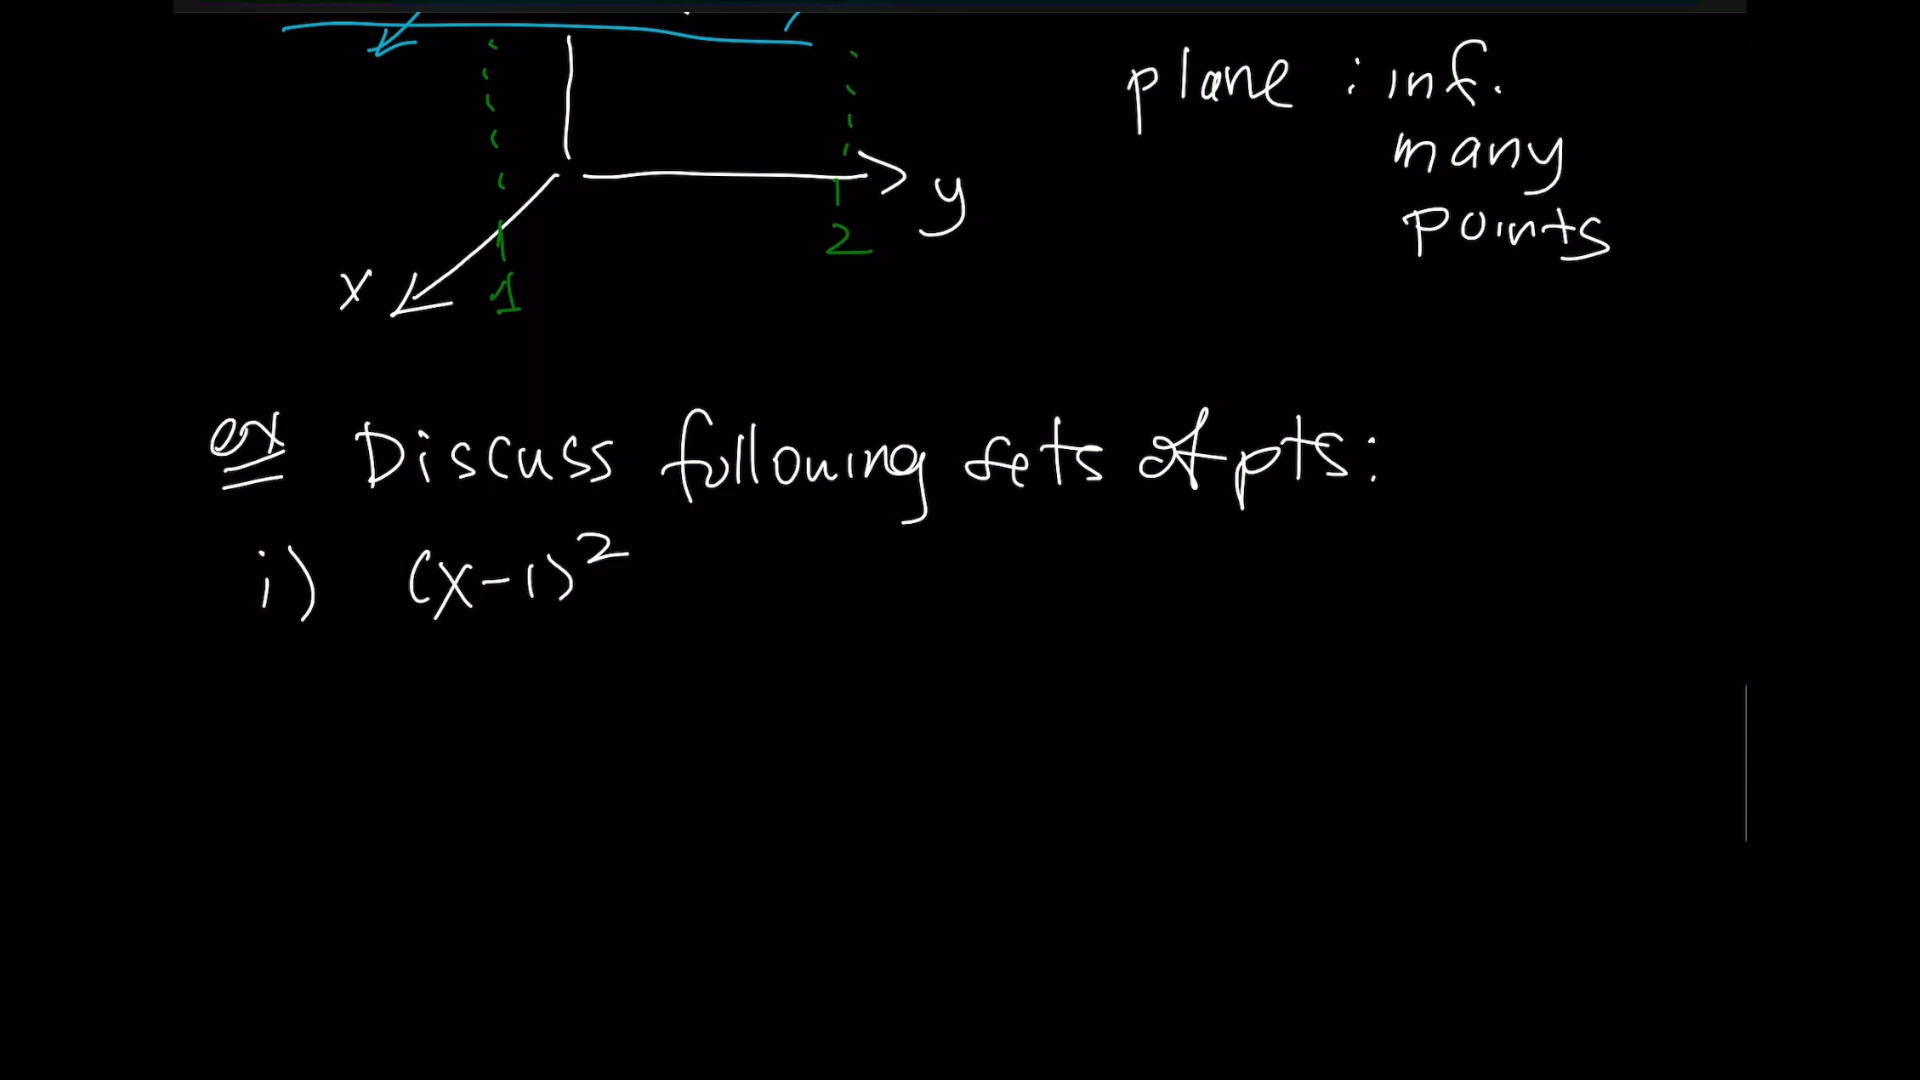 plane : inf.
many
points
y
2
x
1
ex Discuss following sets of pts:
i) (x-1)²